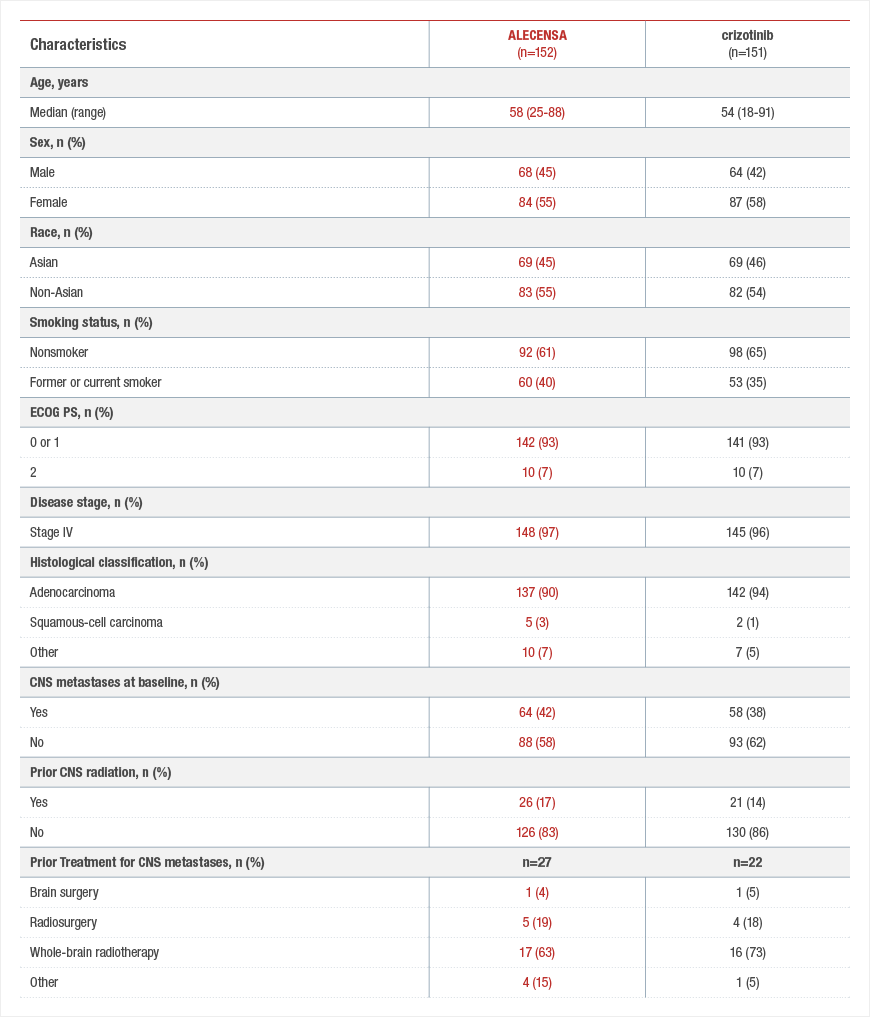 Characteristics ALECENSA (n=152) crizotinib (n=151)
Age, years
Median (range) 58 (25-88) 54 (18-91)
Sex, n (%)
Male 68 (45) 64 (42)
Female 84 (55) 87 (58)
Race, n (%)
Asian 69 (45) 69 (46)
Non-Asian 83 (55) 82 (54)
Smoking status, n (%)
Nonsmoker 92 (61) 98 (65)
Former or current smoker 60 (40) 53 (35)
ECOG PS, n (%)
0 or 1 142 (93) 141 (93)
2 10 (7) 10 (7)
Disease stage, n (%)
Stage IV 148 (97) 145 (96)
Histological classification, n (%)
Adenocarcinoma 137 (90) 142 (94)
Squamous-cell carcinoma 5 (3) 2 (1)
Other 10 (7) 7 (5)
CNS metastases at baseline, n (%)
Yes 64 (42) 58 (38)
No 88 (58) 93 (62)
Prior CNS radiation, n (%)
Yes 26 (17) 21 (14)
No 126 (83) 130 (86)
Prior Treatment for CNS metastases, n (%) n=27 n=22
Brain surgery 1 (4) 1 (5)
Radiosurgery 5 (19) 4 (18)
Whole-brain radiotherapy 17 (63) 16 (73)
Other 4 (15) 1 (5)